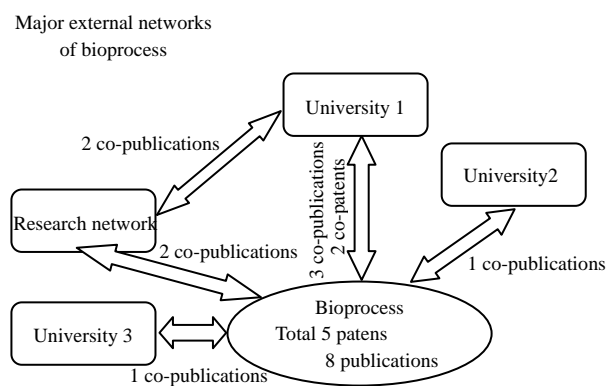 Major external networks
of bioprocess
University 1
2 co-publications
3 co-publications
2 co-patents
University2
Research network
2 co-publications
1 co-publications
Bioprocess
Total 5 patens
8 publications
University 3
1 co-publications